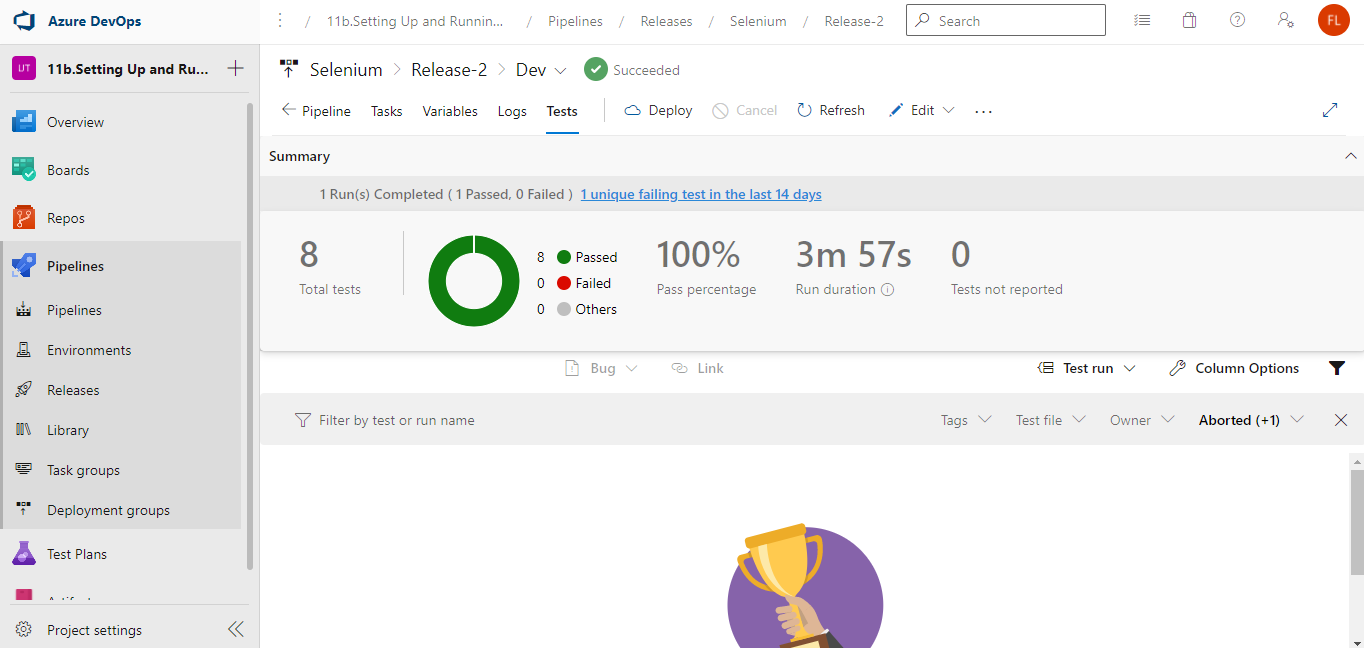 Azure DevOps
/ 11b.Setting Up and Runnin... / Pipelines / Releases / Selenium / Release-2
Search
FL
UT 11b.Setting Up and Ru...
Overview
Boards
Repos
Pipelines
Pipelines
Environments
Releases
Library
Task groups
Deployment groups
Test Plans
Project settings
Selenium > Release-2 > Dev Succeeded
Pipeline Tasks Variables Logs Tests Deploy Cancel Refresh Edit ...
Summary
1 Run(s) Completed ( 1 Passed, 0 Failed ) 1 unique failing test in the last 14 days
8
Total tests
8 Passed
0 Failed
0 Others
100%
Pass percentage
3m 57s
Run duration
0
Tests not reported
Bug Link Test run Column Options
Filter by test or run name Tags Test file Owner Aborted (+1)